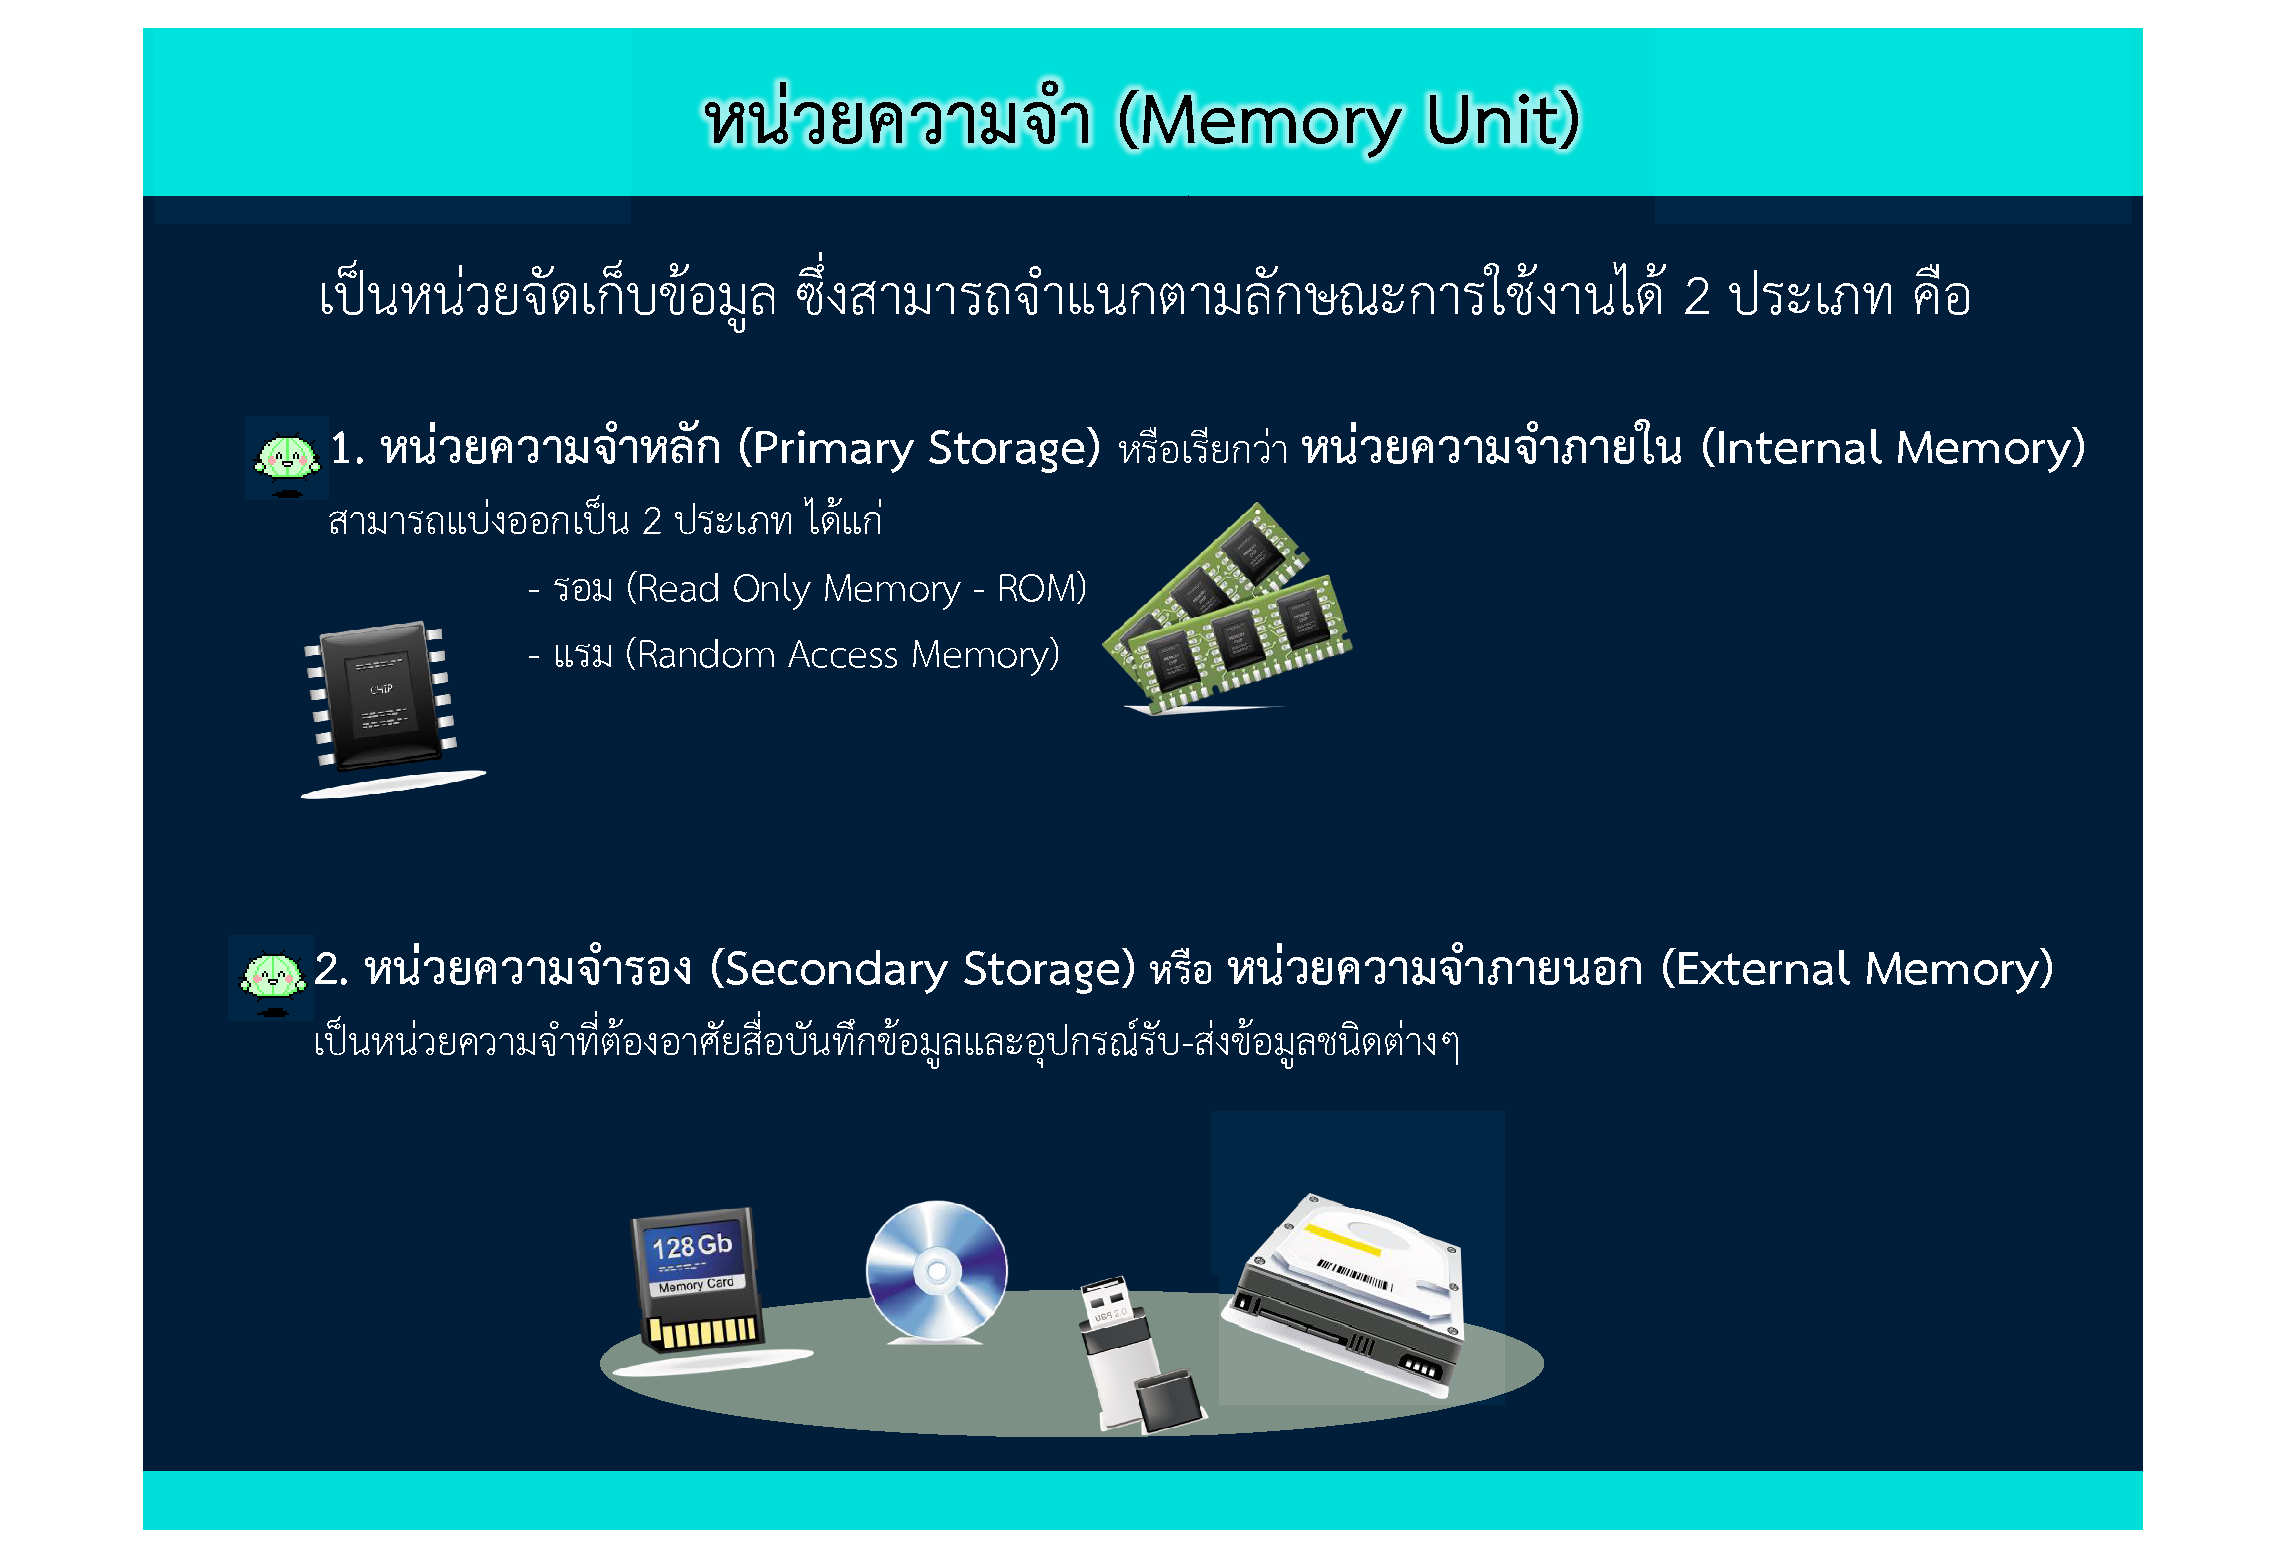 หน่วยความจำ (Memory Unit)
เป็นหน่วยจัดเก็บข้อมูล ซึ่งสามารถจำแนกตามลักษณะการใช้งานได้ 2 ประเภท คือ
1. หน่วยความจำหลัก (Primary Storage) หรือเรียกว่า หน่วยความจำภายใน (Internal Memory)
สามารถแบ่งออกเป็น 2 ประเภท ได้แก่
- รอม (Read Only Memory - ROM)
- แรม (Random Access Memory)
CHIP
MEMORY CHIP
MEMORY CHIP
MEMORY CHIP
2. หน่วยความจำรอง (Secondary Storage) หรือ หน่วยความจำภายนอก (External Memory)
เป็นหน่วยความจำที่ต้องอาศัยสื่อบันทึกข้อมูลและอุปกรณ์รับ-ส่งข้อมูลชนิดต่างๆ
128Gb
Memory Card
USB 2.0